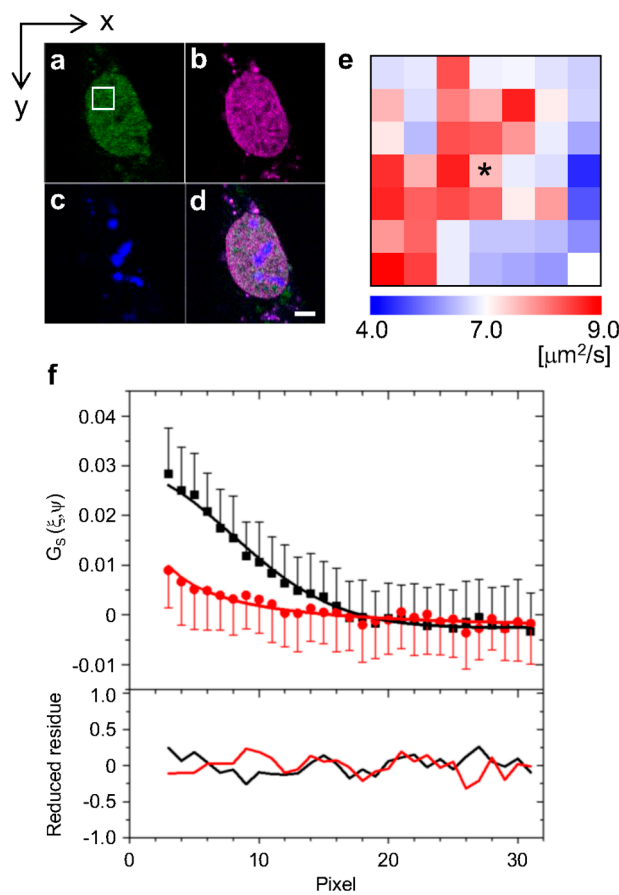 x
y
a
b
e
c
d
*
4.0 7.0 9.0
[μm²/s]
f
0.04
0.03
0.02
0.01
0
-0.01
G_S(ξ,ψ)
1.0
0.5
0
-0.5
-1.0
Reduced residue
0 10 20 30
Pixel